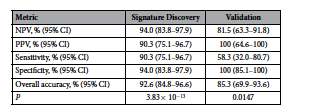 Metric Signature Discovery Validation
NPV, % (95% CI) 94.0 (83.8–97.9) 81.5 (63.3–91.8)
PPV, % (95% CI) 90.3 (75.1–96.7) 100 (64.6–100)
Sensitivity, % (95% CI) 90.3 (75.1–96.7) 58.3 (32.0–80.7)
Specificity, % (95% CI) 94.0 (83.8–97.9) 100 (85.1–100)
Overall accuracy, % (95% CI) 92.6 (84.8–96.6) 85.3 (69.9–93.6)
P 3.83× 10⁻¹³ 0.0147